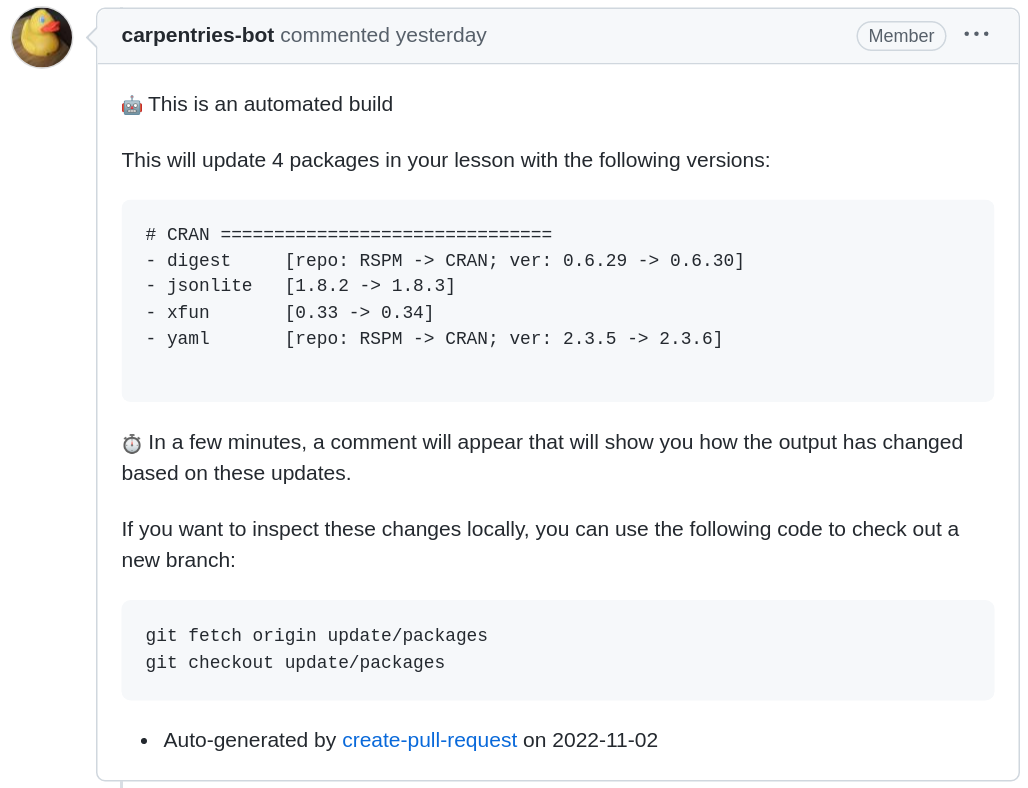 carpentries-bot commented yesterday
Member
🤖 This is an automated build
This will update 4 packages in your lesson with the following versions:
# CRAN ===============================
- digest     [repo: RSPM -> CRAN; ver: 0.6.29 -> 0.6.30]
- jsonlite   [1.8.2 -> 1.8.3]
- xfun       [0.33 -> 0.34]
- yaml       [repo: RSPM -> CRAN; ver: 2.3.5 -> 2.3.6]
⏱️ In a few minutes, a comment will appear that will show you how the output has changed
based on these updates.
If you want to inspect these changes locally, you can use the following code to check out a
new branch:
git fetch origin update/packages
git checkout update/packages
• Auto-generated by create-pull-request on 2022-11-02